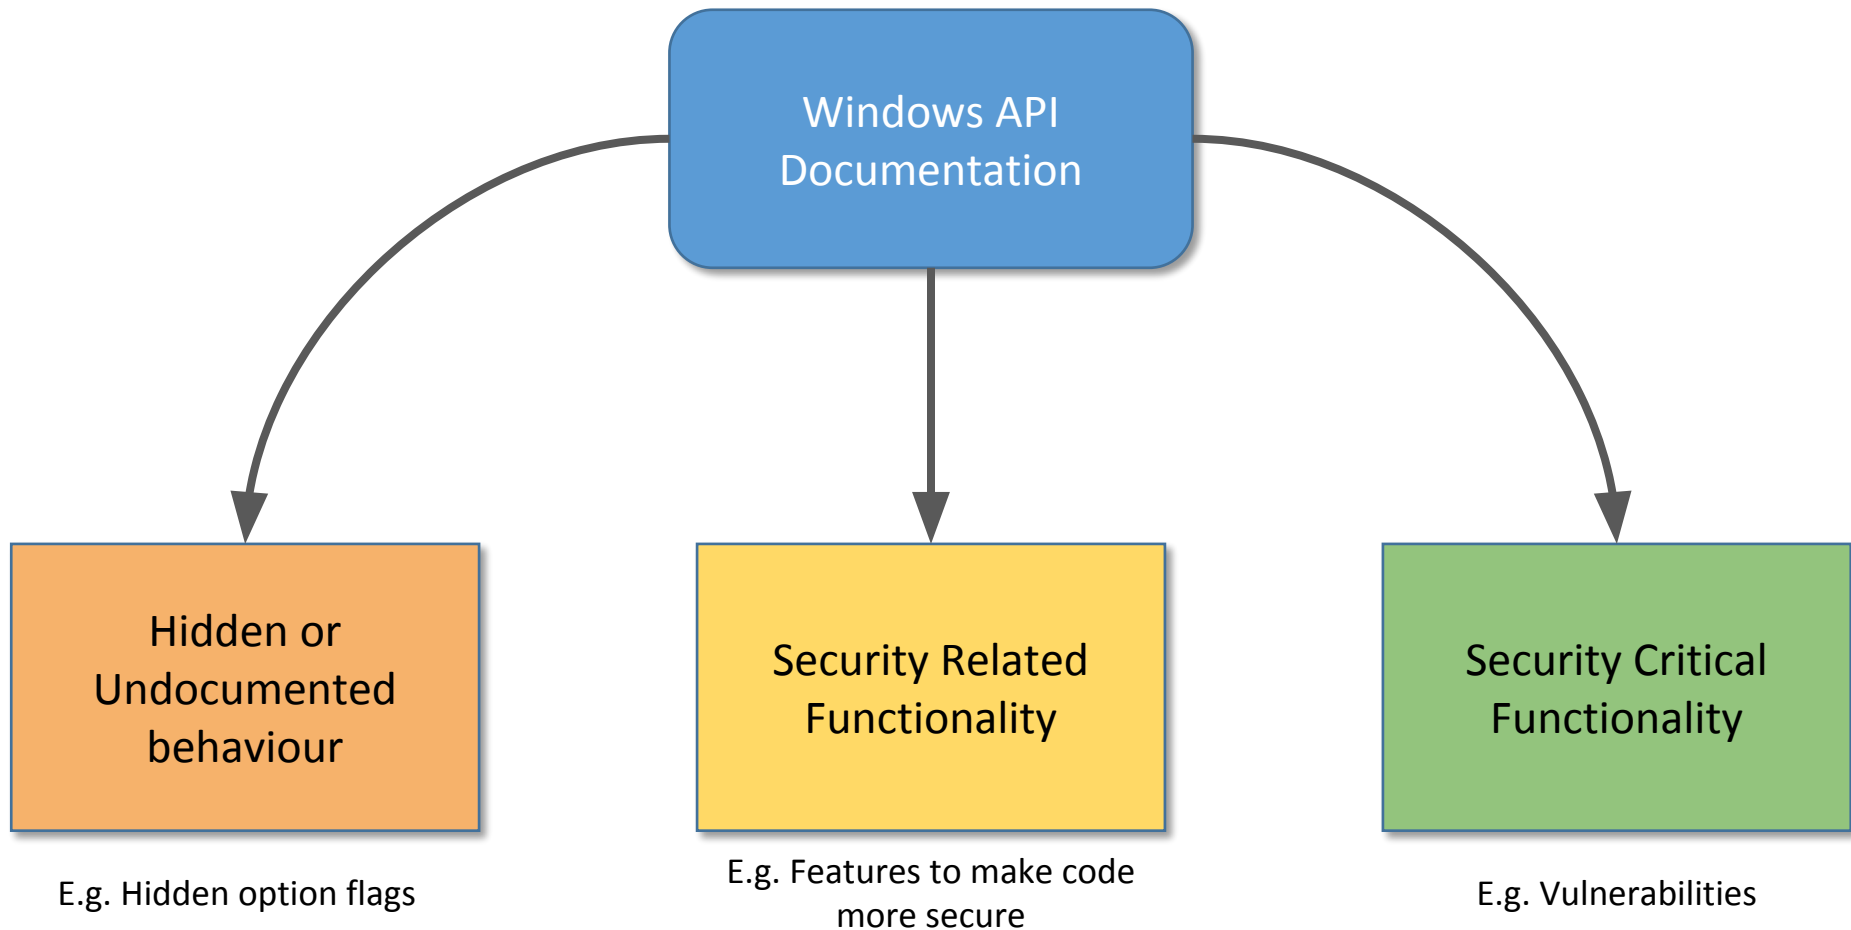 Windows API
Documentation
Hidden or
Undocumented
behaviour
Security Related
Functionality
Security Critical
Functionality
E.g. Hidden option flags
E.g. Features to make code
more secure
E.g. Vulnerabilities